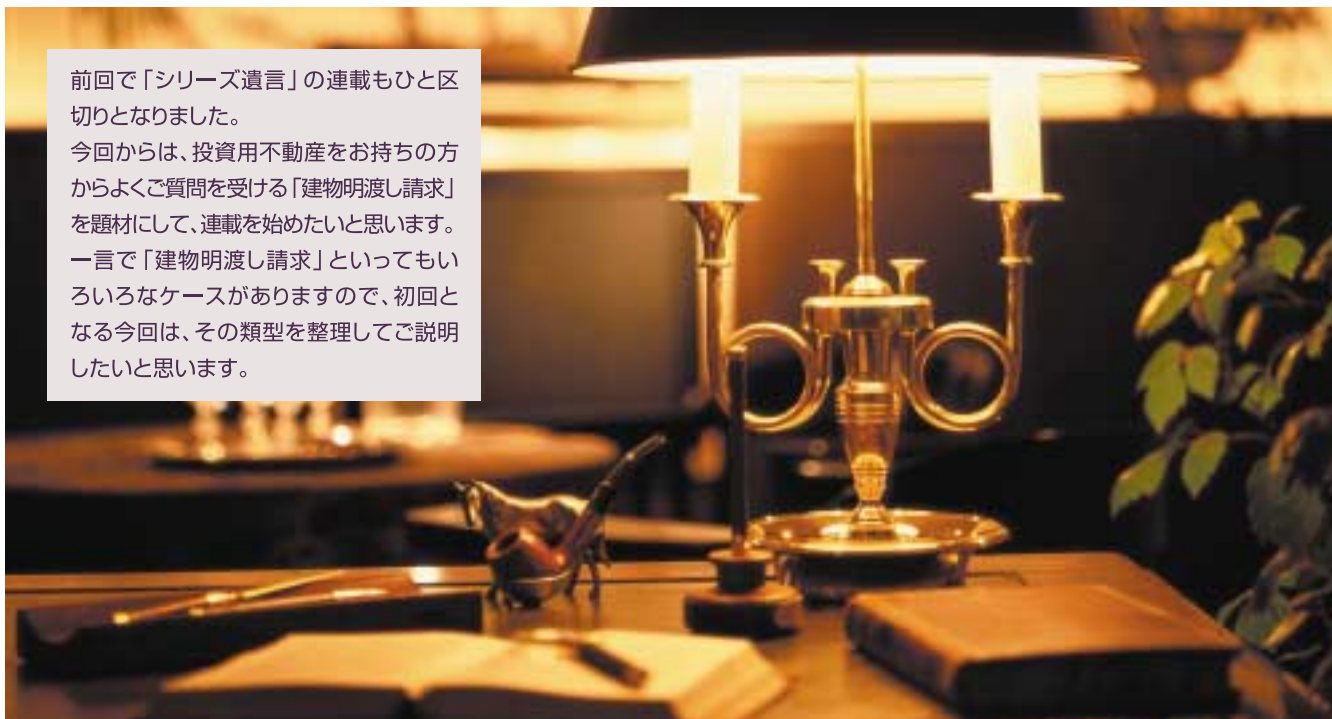 前回で「シリーズ遺言」の連載もひと区
切りとなりました。
今回からは、投資用不動産をお持ちの方
からよくご質問を受ける「建物明渡し請求」
を題材にして、連載を始めたいと思います。
一言で「建物明渡し請求」といってもい
ろいろなケースがありますので、初回と
なる今回は、その類型を整理してご説明
したいと思います。